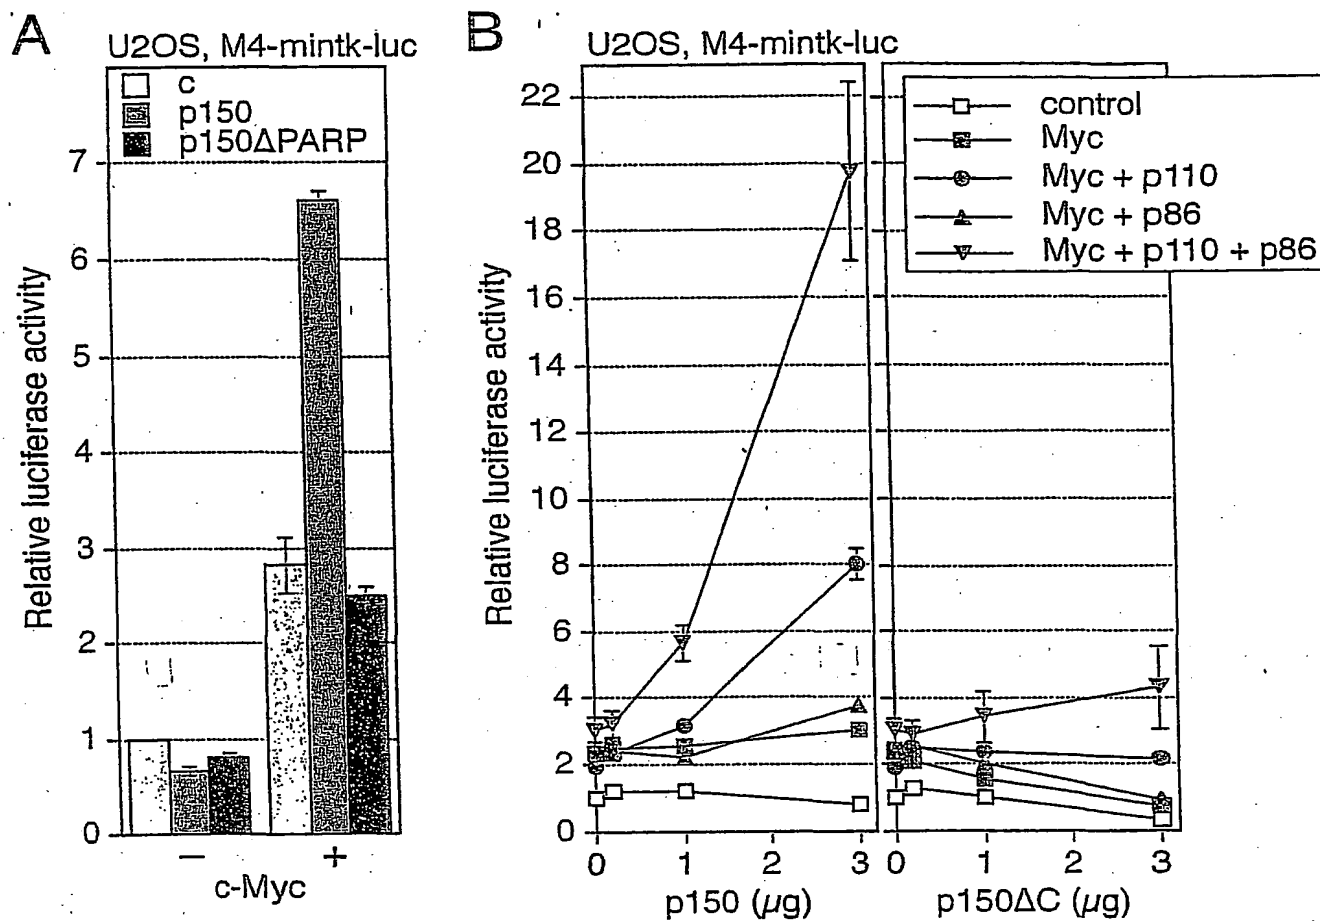 A
U2OS, M4-mintk-luc
c
p150
p150ΔPARP
Relative luciferase activity
7
6
5
4
3
2
1
0
−
+
c-Myc
B
U2OS, M4-mintk-luc
control
Myc
Myc + p110
Myc + p86
Myc + p110 + p86
Relative luciferase activity
22
20
18
16
14
12
10
8
6
4
2
0
0 1 2 3
p150 (µg)
0 1 2 3
p150ΔC (µg)